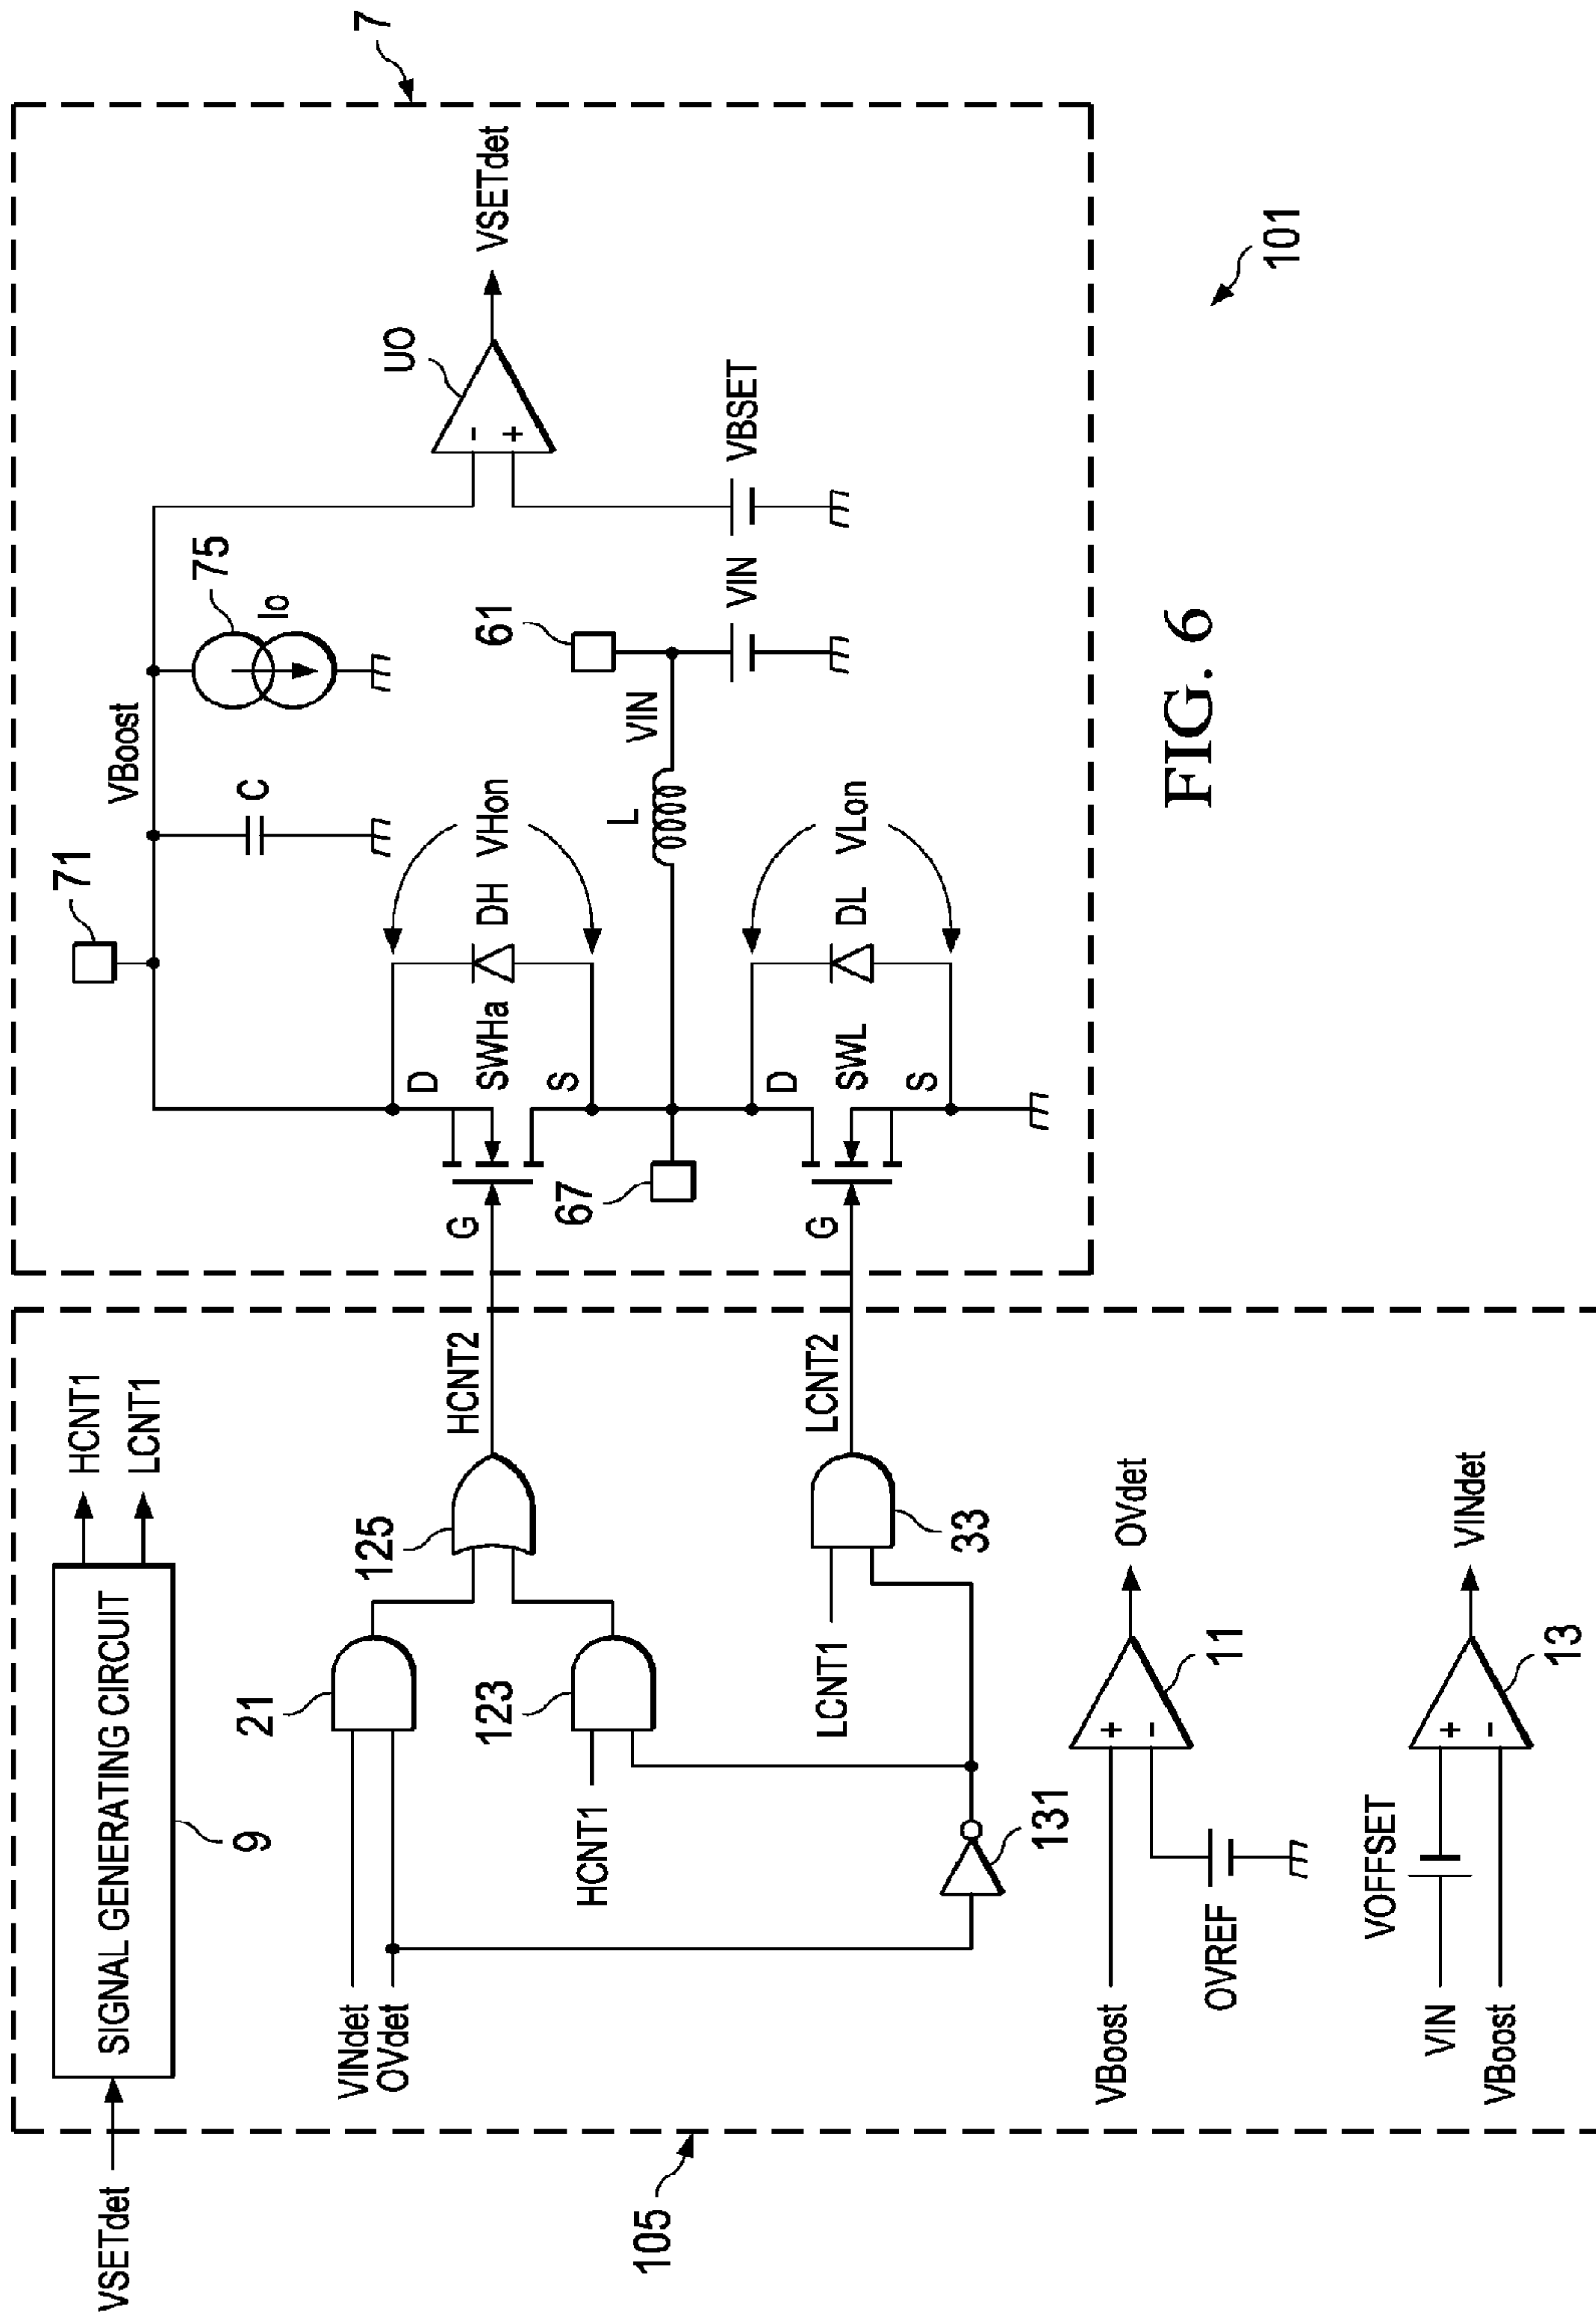 VSETdet
SIGNAL GENERATING CIRCUIT
9
HCNT1
LCNT1
VINdet
OVdet
21
HCNT1
123
125
HCNT2
131
LCNT1
33
LCNT2
VBoost
OVREF
+
-
11
OVdet
VIN
VOFFSET
VBoost
+
-
13
VINdet
105
71
VBoost
C
75
Io
G
D
SWHa
S
DH
VHon
67
L
VIN
61
VIN
G
D
SWL
S
DL
VLon
UO
-
+
VSETdet
VBSET
7
101
FIG. 6